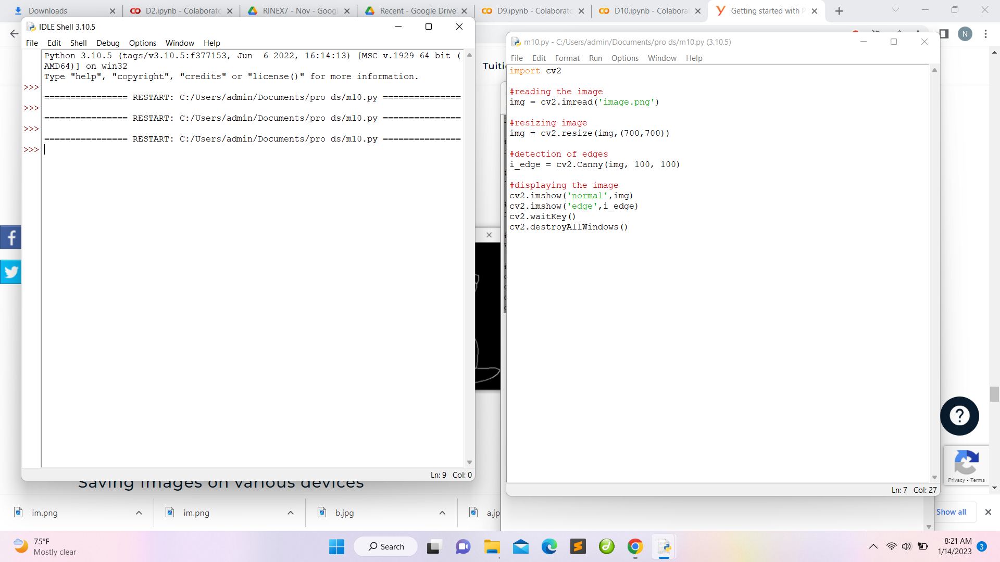 Downloads
D2.ipynb - Colaborato
RINEX7 - Nov - Googl
Recent - Google Drive
D9.ipynb - Colaborato
D10.ipynb - Colaborat
Getting started with P
N
IDLE Shell 3.10.5
File Edit Shell Debug Options Window Help
Python 3.10.5 (tags/v3.10.5:f377153, Jun  6 2022, 16:14:13) [MSC v.1929 64 bit (
AMD64)] on win32
Type "help", "copyright", "credits" or "license()" for more information.
>>>
================ RESTART: C:/Users/admin/Documents/pro ds/m10.py ===============
>>>
================ RESTART: C:/Users/admin/Documents/pro ds/m10.py ===============
>>>
================ RESTART: C:/Users/admin/Documents/pro ds/m10.py ===============
>>>
Ln: 9 Col: 0
m10.py - C:/Users/admin/Documents/pro ds/m10.py (3.10.5)
File Edit Format Run Options Window Help
import cv2
#reading the image
img = cv2.imread('image.png')
#resizing image
img = cv2.resize(img,(700,700))
#detection of edges
i_edge = cv2.Canny(img, 100, 100)
#displaying the image
cv2.imshow('normal',img)
cv2.imshow('edge',i_edge)
cv2.waitKey()
cv2.destroyAllWindows()
Ln: 7 Col: 27
Tuiti
Saving images on various devices
Privacy - Terms
im.png
im.png
b.jpg
a.jp
Show all
75°F
Mostly clear
Search
8:21 AM
1/14/2023
3